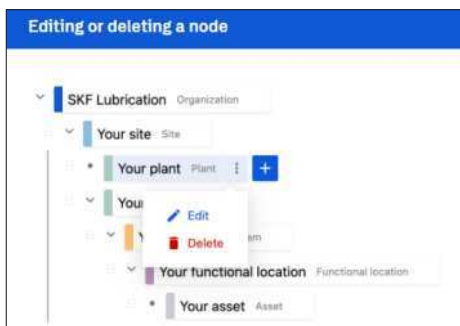 Editing or deleting a node
SKF Lubrication Organization
Your site Site
Your plant Plant
Edit
Delete
Your functional location Functional location
Your asset Asset